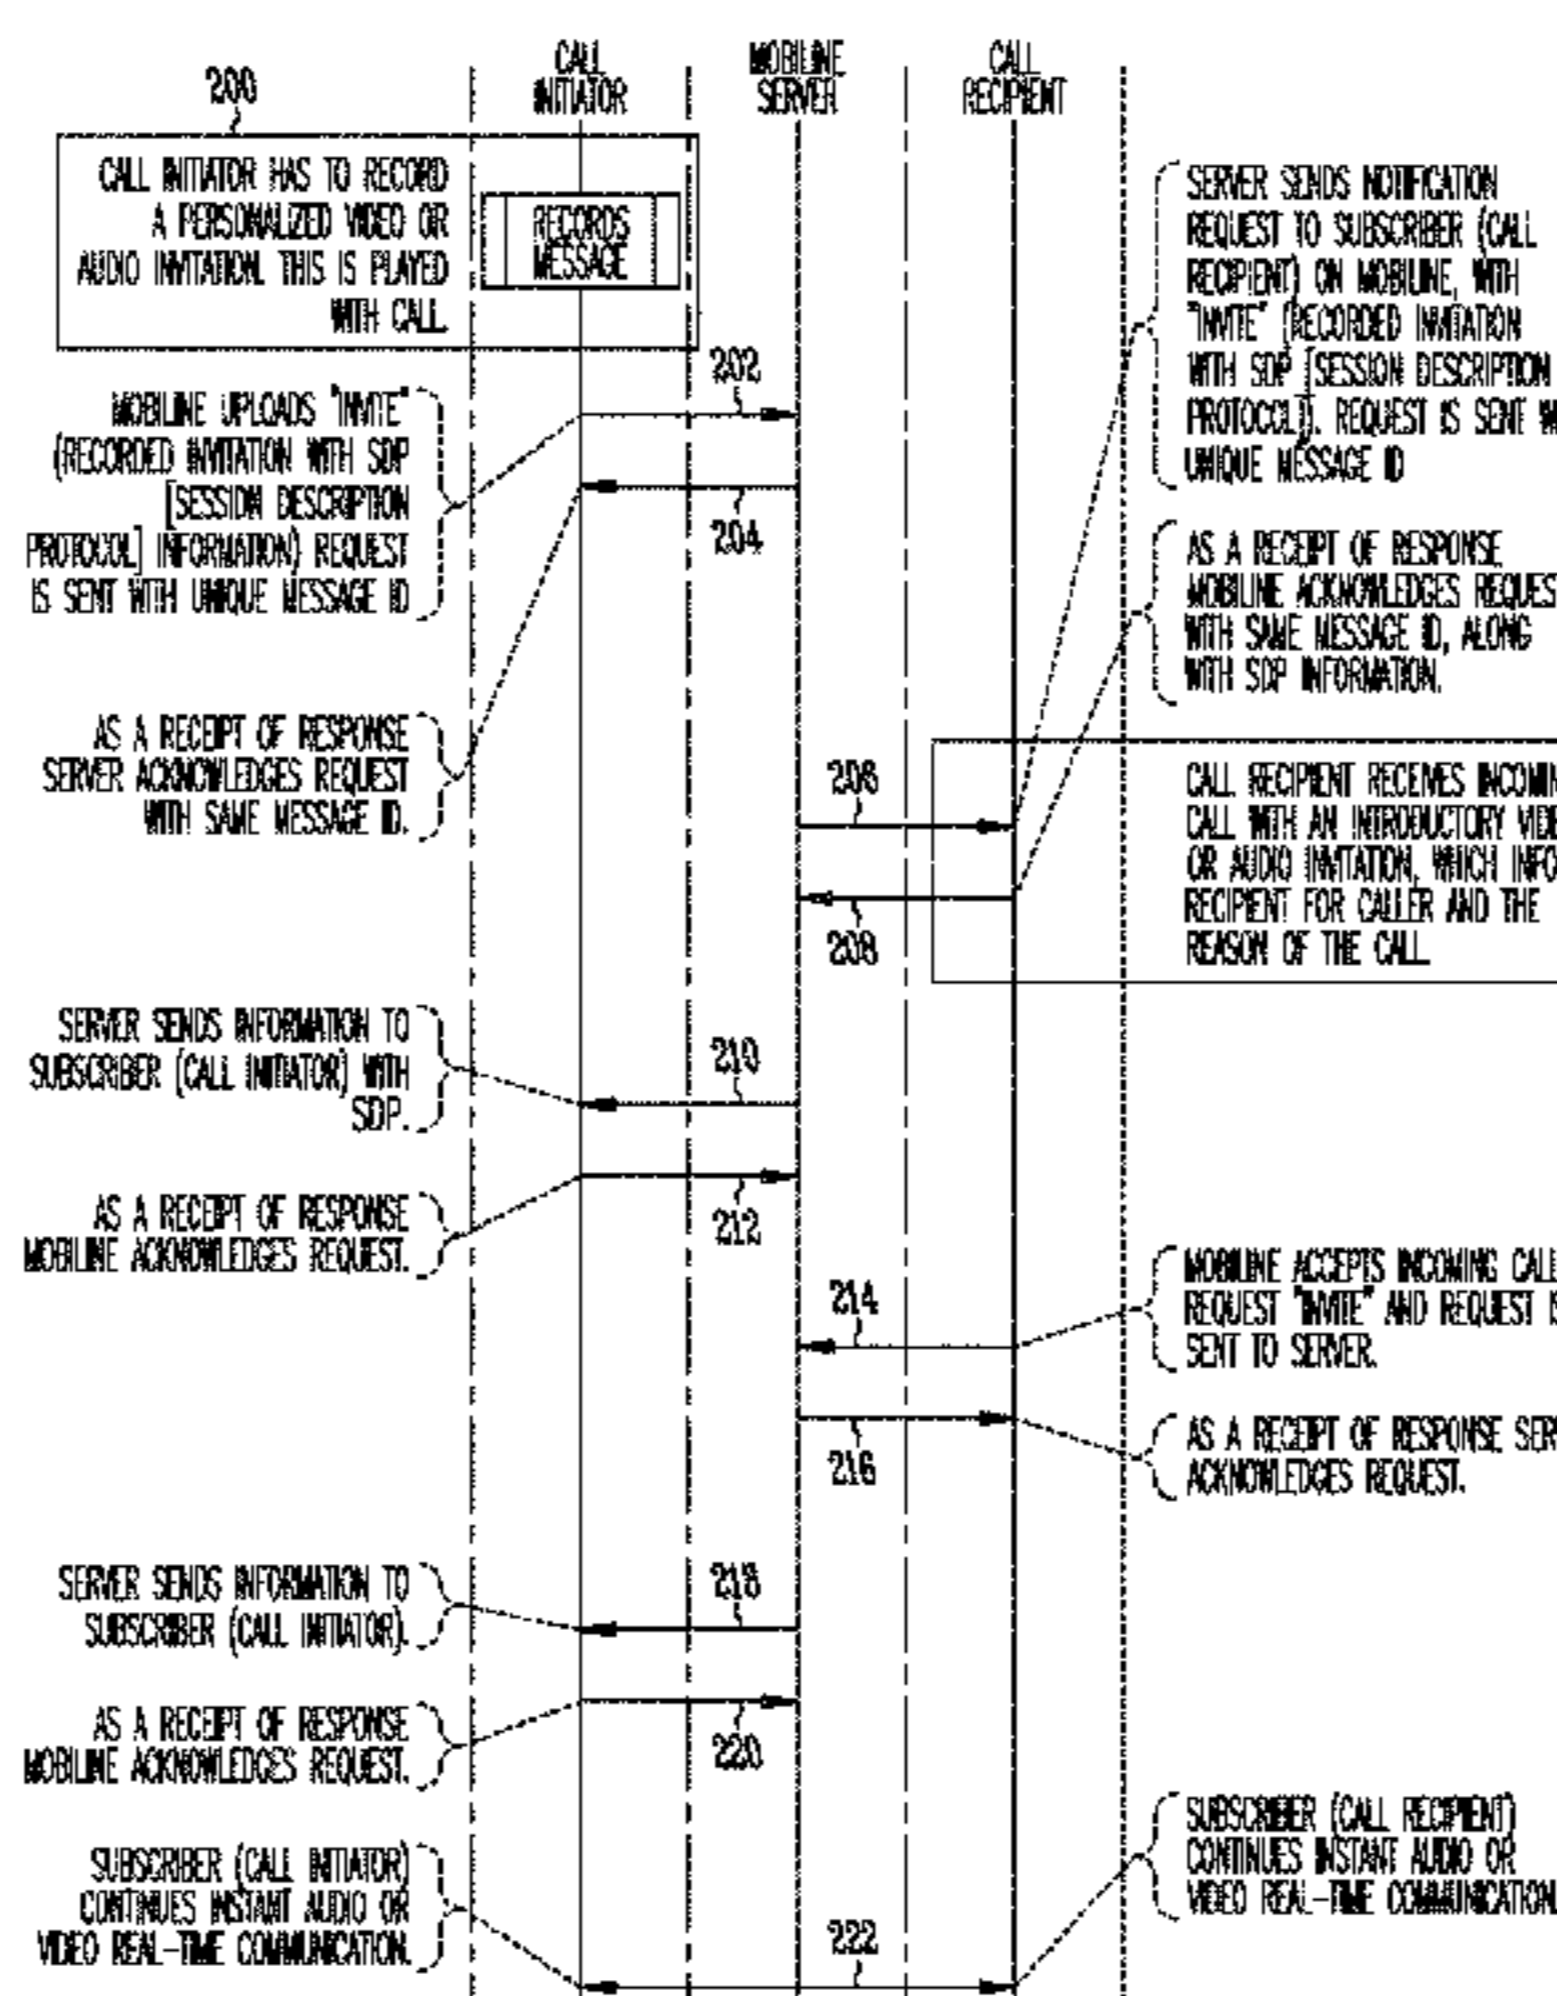 CALL
INITIATOR
MOBILINE
SERVER
CALL
RECIPIENT
200
CALL INITIATOR HAS TO RECORD
A PERSONALIZED VIDEO OR
AUDIO INVITATION. THIS IS PLAYED
WITH CALL.
RECORDS
MESSAGE
SERVER SENDS NOTIFICATION
REQUEST TO SUBSCRIBER (CALL
RECIPIENT) ON MOBILINE, WITH
"INVITE" (RECORDED INVITATION
WITH SDP [SESSION DESCRIPTION
PROTOCOL]). REQUEST IS SENT
UNIQUE MESSAGE ID
202
MOBILINE UPLOADS "INVITE"
(RECORDED INVITATION WITH SDP
[SESSION DESCRIPTION
PROTOCOL] INFORMATION) REQUEST
IS SENT WITH UNIQUE MESSAGE ID
204
AS A RECEIPT OF RESPONSE
MOBILINE ACKNOWLEDGES REQUES
WITH SAME MESSAGE ID, ALONG
WITH SDP INFORMATION.
AS A RECEIPT OF RESPONSE
SERVER ACKNOWLEDGES REQUEST
WITH SAME MESSAGE ID.
206
CALL RECIPIENT RECEIVES INCOMIN
CALL WITH AN INTRODUCTORY VIDE
OR AUDIO INVITATION, WHICH INFO
RECIPIENT FOR CALLER AND THE
REASON OF THE CALL.
208
SERVER SENDS INFORMATION TO
SUBSCRIBER (CALL INITIATOR) WITH
SDP.
210
AS A RECEIPT OF RESPONSE
MOBILINE ACKNOWLEDGES REQUEST.
212
MOBILINE ACCEPTS INCOMING CALL
REQUEST "INVITE" AND REQUEST IS
SENT TO SERVER.
214
AS A RECEIPT OF RESPONSE SER
ACKNOWLEDGES REQUEST.
216
SERVER SENDS INFORMATION TO
SUBSCRIBER (CALL INITIATOR).
218
AS A RECEIPT OF RESPONSE
MOBILINE ACKNOWLEDGES REQUEST.
220
SUBSCRIBER (CALL INITIATOR)
CONTINUES INSTANT AUDIO OR
VIDEO REAL-TIME COMMUNICATION.
SUBSCRIBER (CALL RECIPIENT)
CONTINUES INSTANT AUDIO OR
VIDEO REAL-TIME COMMUNICATION.
222